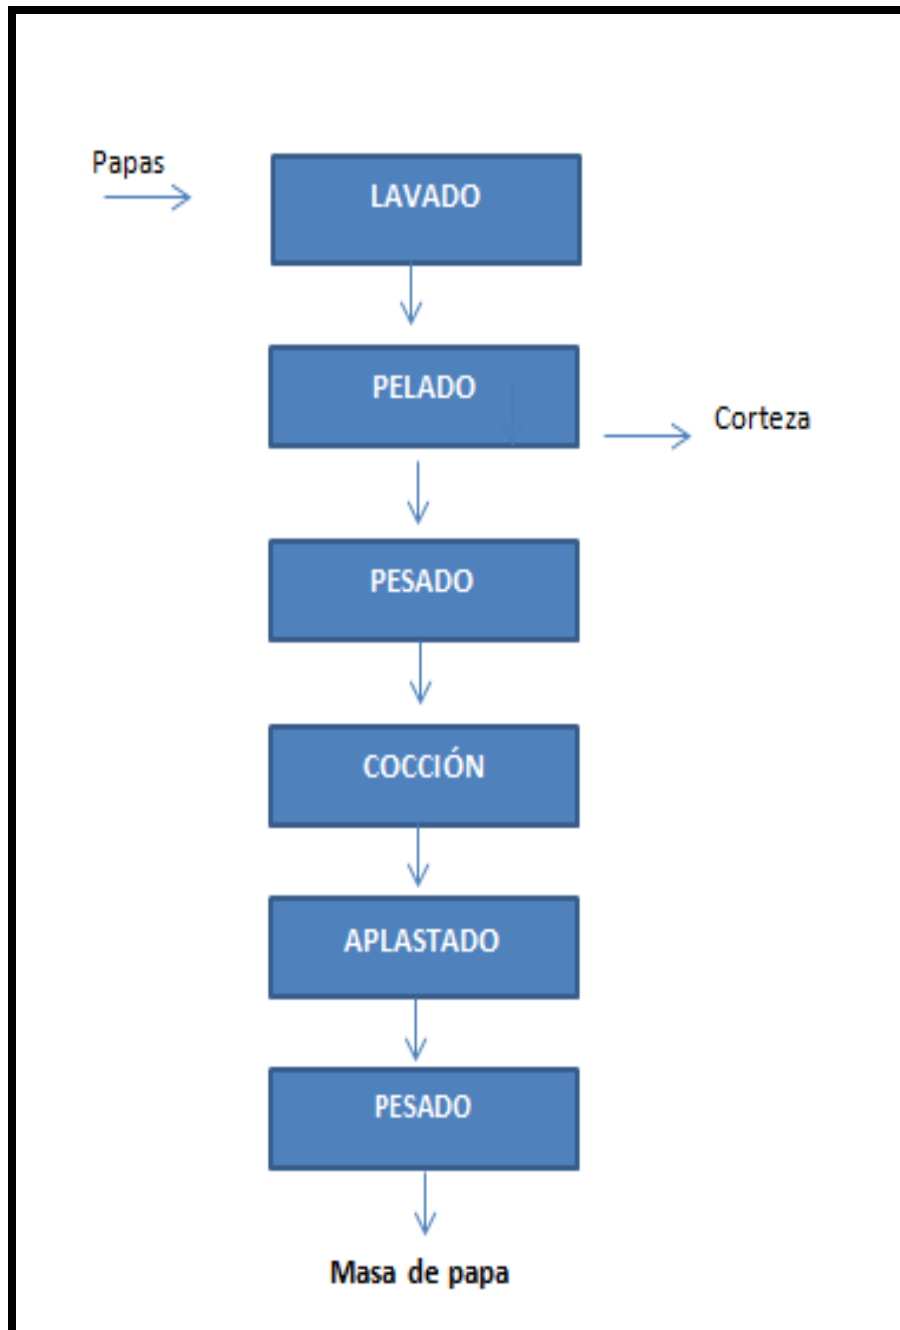 Papas
LAVADO
PELADO
Corteza
PESADO
COCCIÓN
APLASTADO
PESADO
Masa de papa